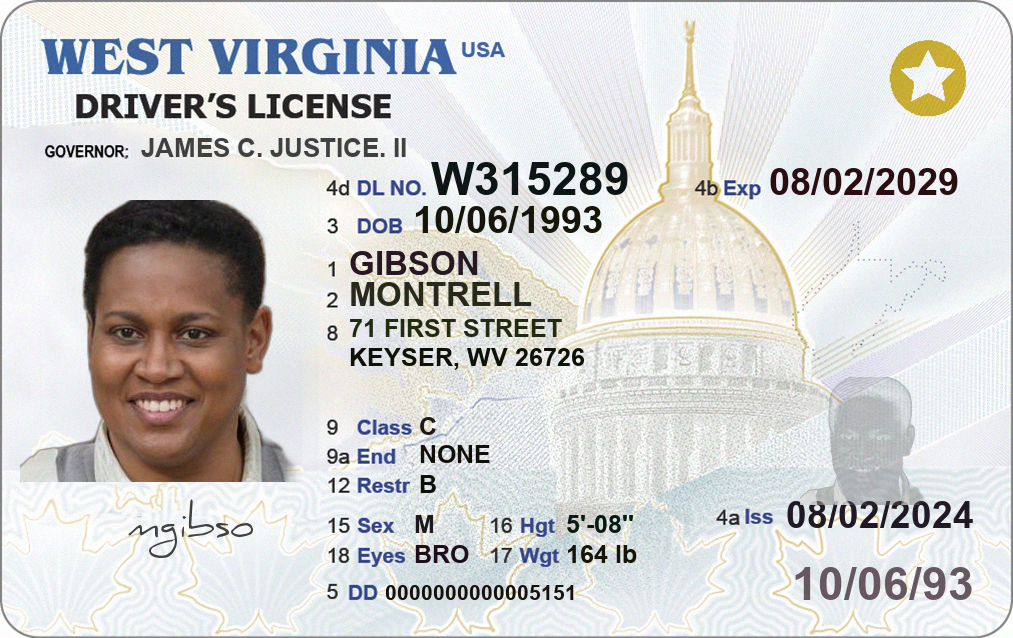 WEST VIRGINIA USA
DRIVER'S LICENSE
GOVERNOR: JAMES C. JUSTICE. II
4d DL NO. W315289 4b Exp 08/02/2029
3 DOB 10/06/1993
1 GIBSON
2 MONTRELL
8 71 FIRST STREET
KEYSER, WV 26726
9 Class C
9a End NONE
12 Restr B
15 Sex M 16 Hgt 5'-08"
4a Iss 08/02/2024
mgibso
18 Eyes BRO 17 Wgt 164 lb
5 DD 0000000000005151
10/06/93